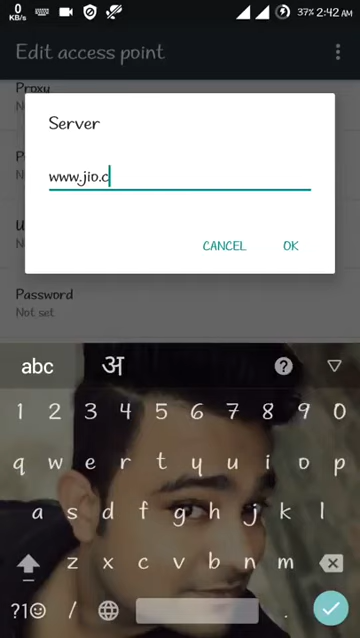 0
KB/s
37% 2:42 AM
Edit access point
Proxy
Server
www.jio.c
CANCEL OK
Password
Not set
abc अ ?
1 2 3 4 5 6 7 8 9 0
q w e r t y u i o p
a s d f g h j k l
z x c v b n m
?1☺ / .